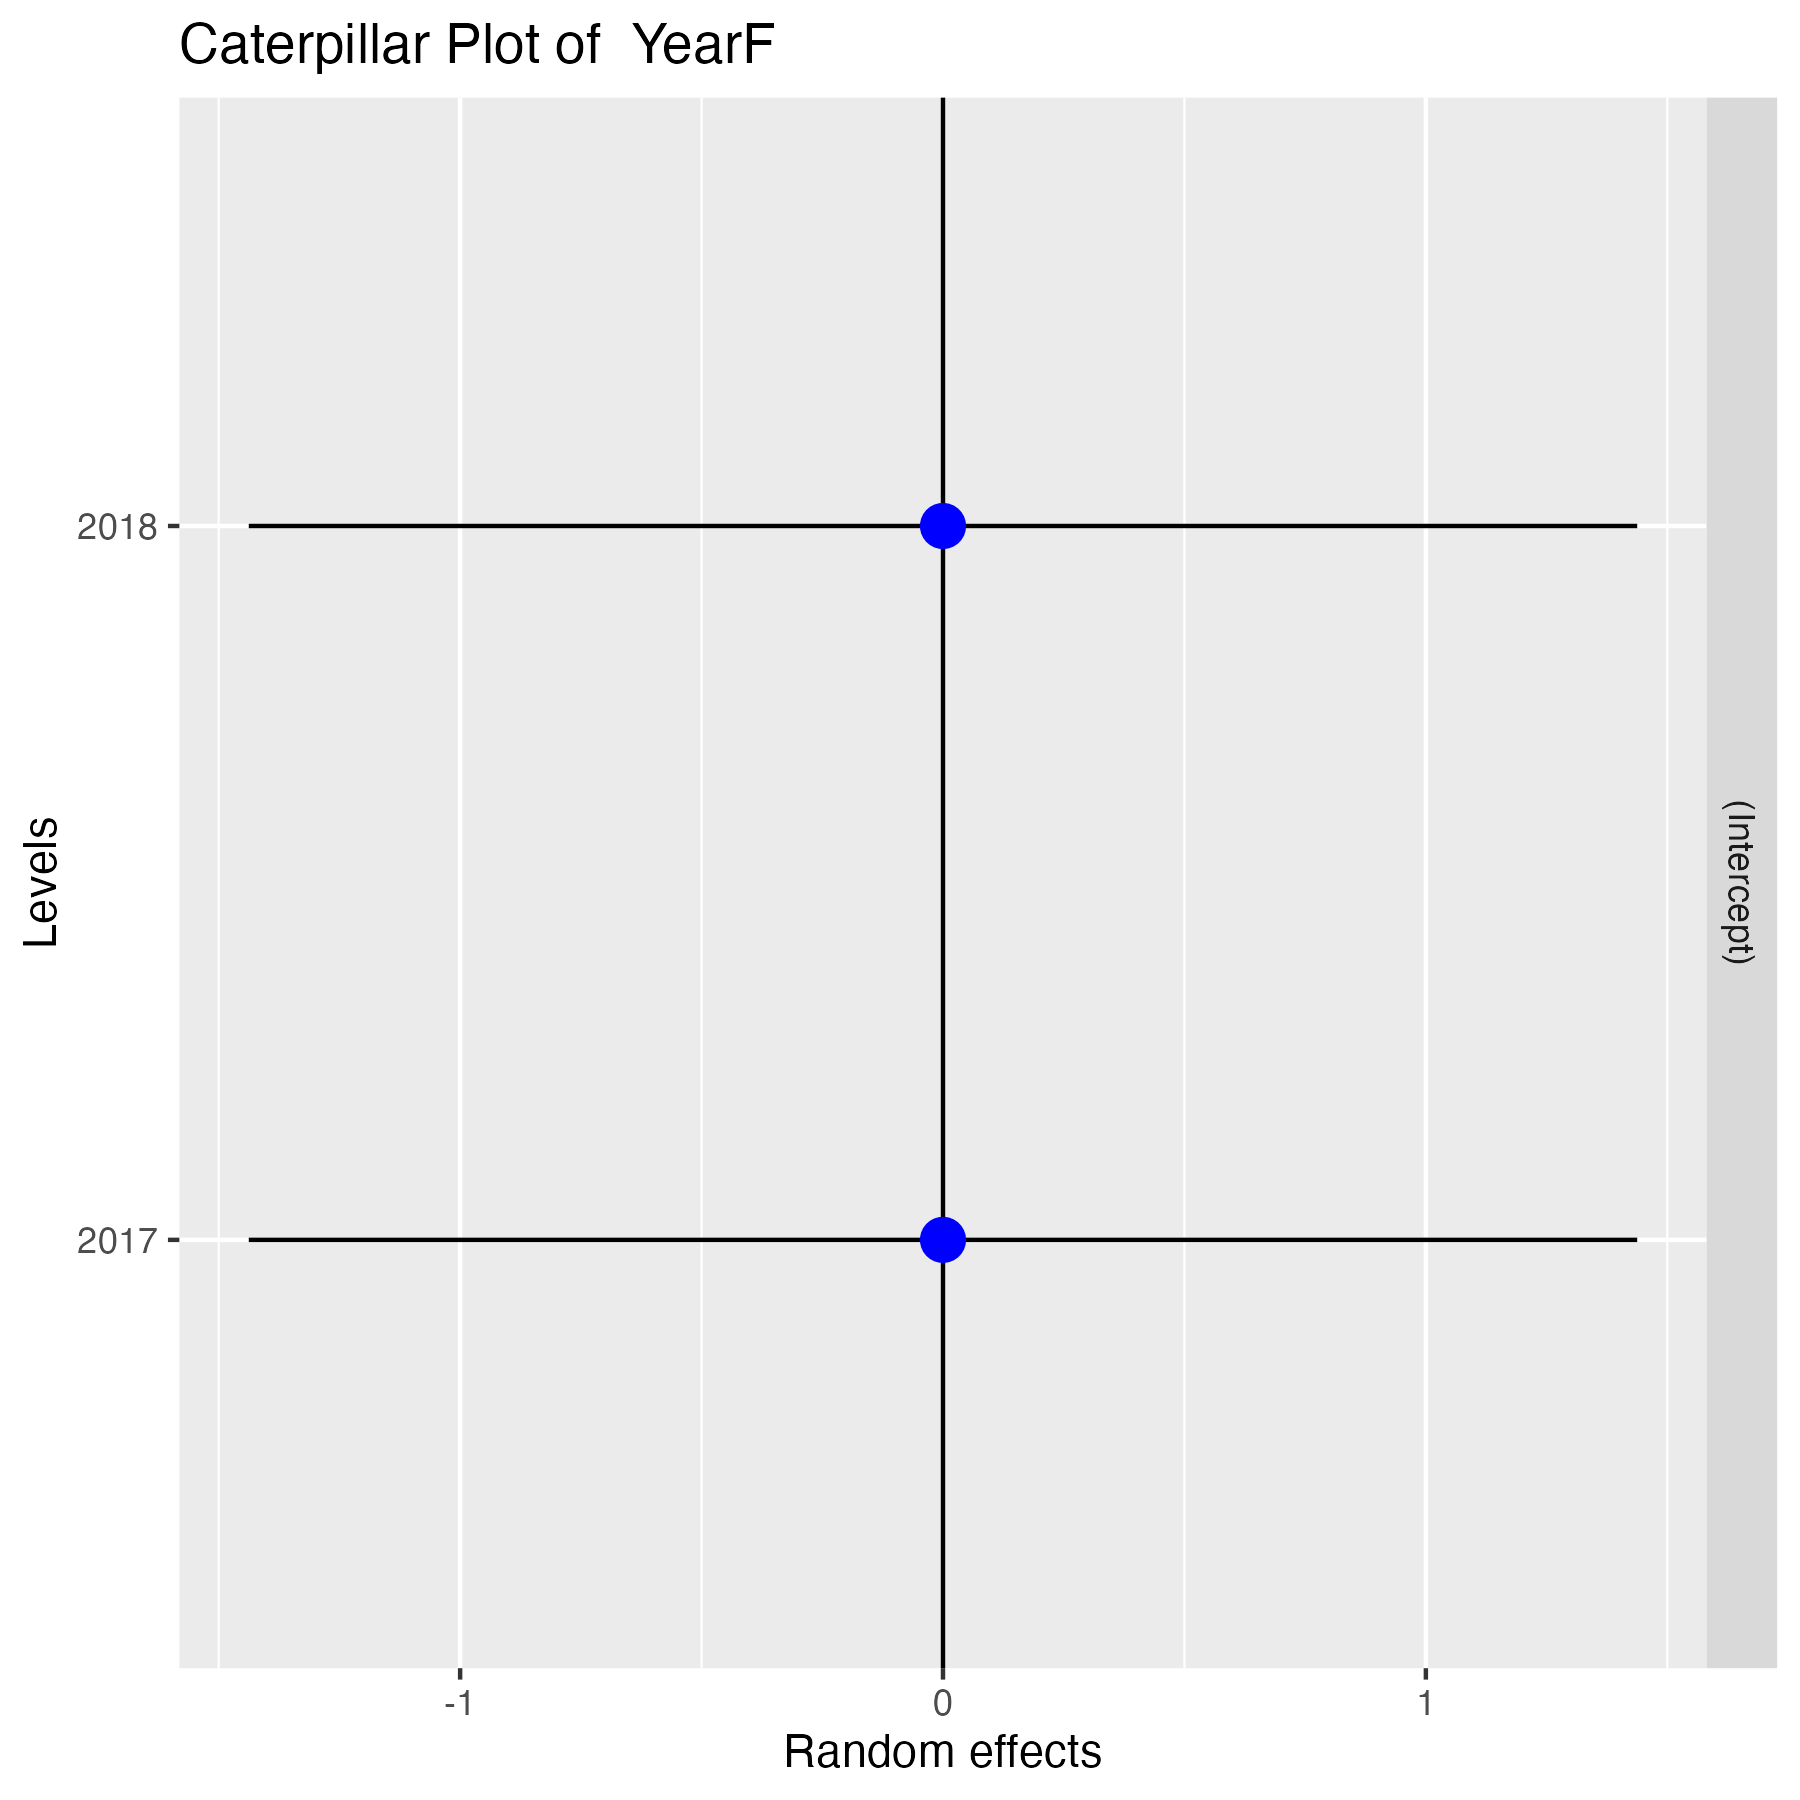 Caterpillar Plot of  YearF
Levels
2018
2017
(Intercept)
-1
0
1
Random effects